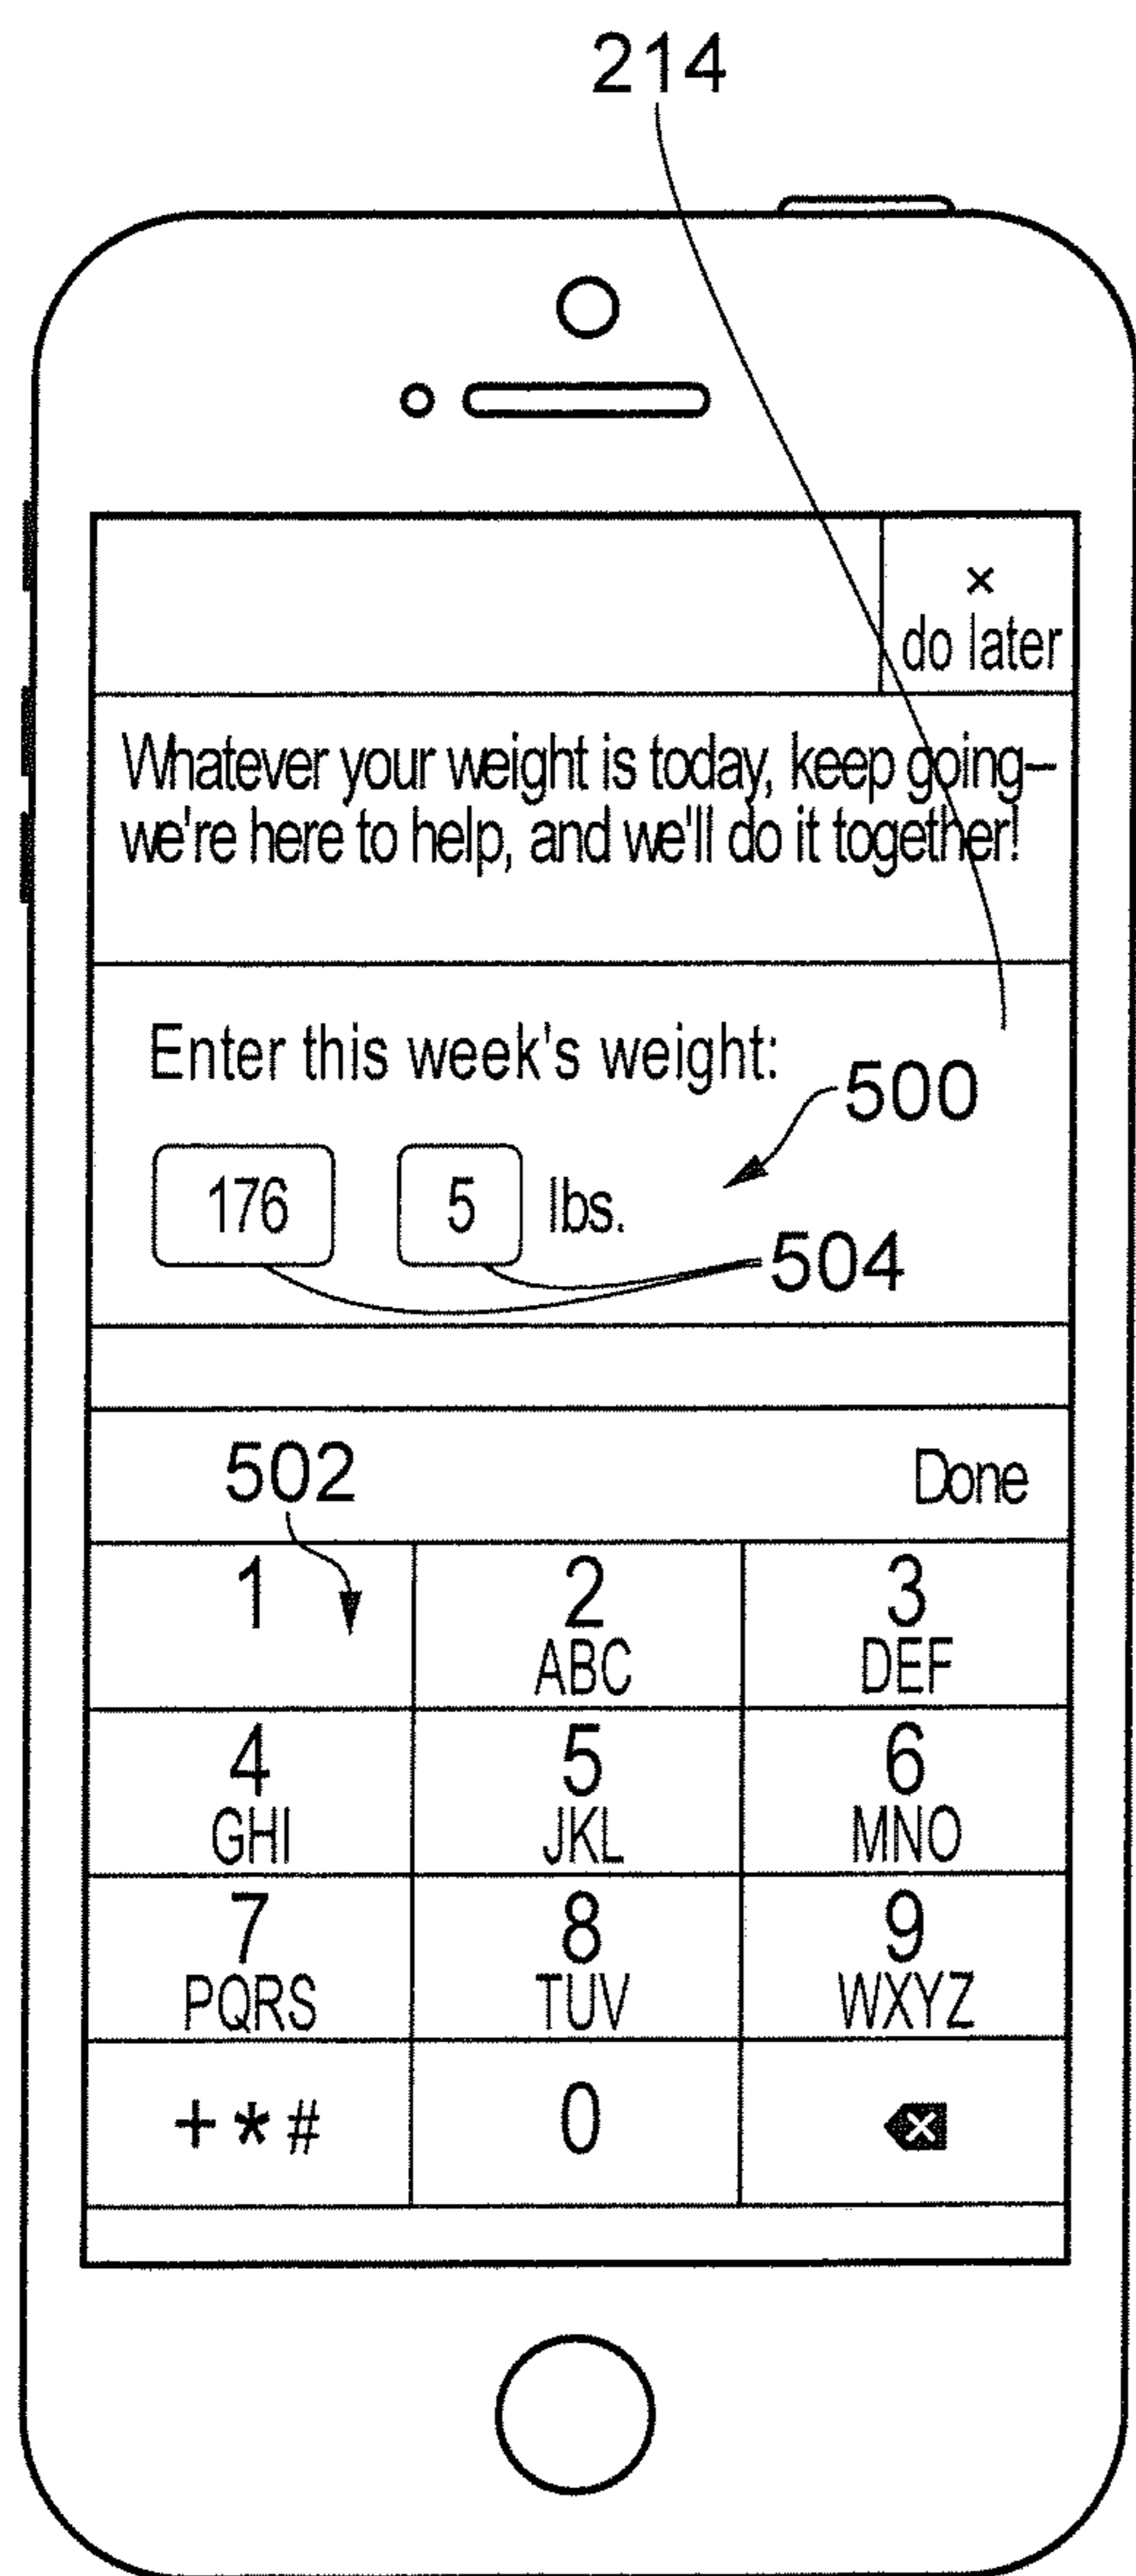 214
×
do later
Whatever your weight is today, keep going–
we're here to help, and we'll do it together!
Enter this week's weight:
500
176 5 lbs.
504
502
Done
1 2 3
ABC DEF
4 5 6
GHI JKL MNO
7 8 9
PQRS TUV WXYZ
+ * # 0